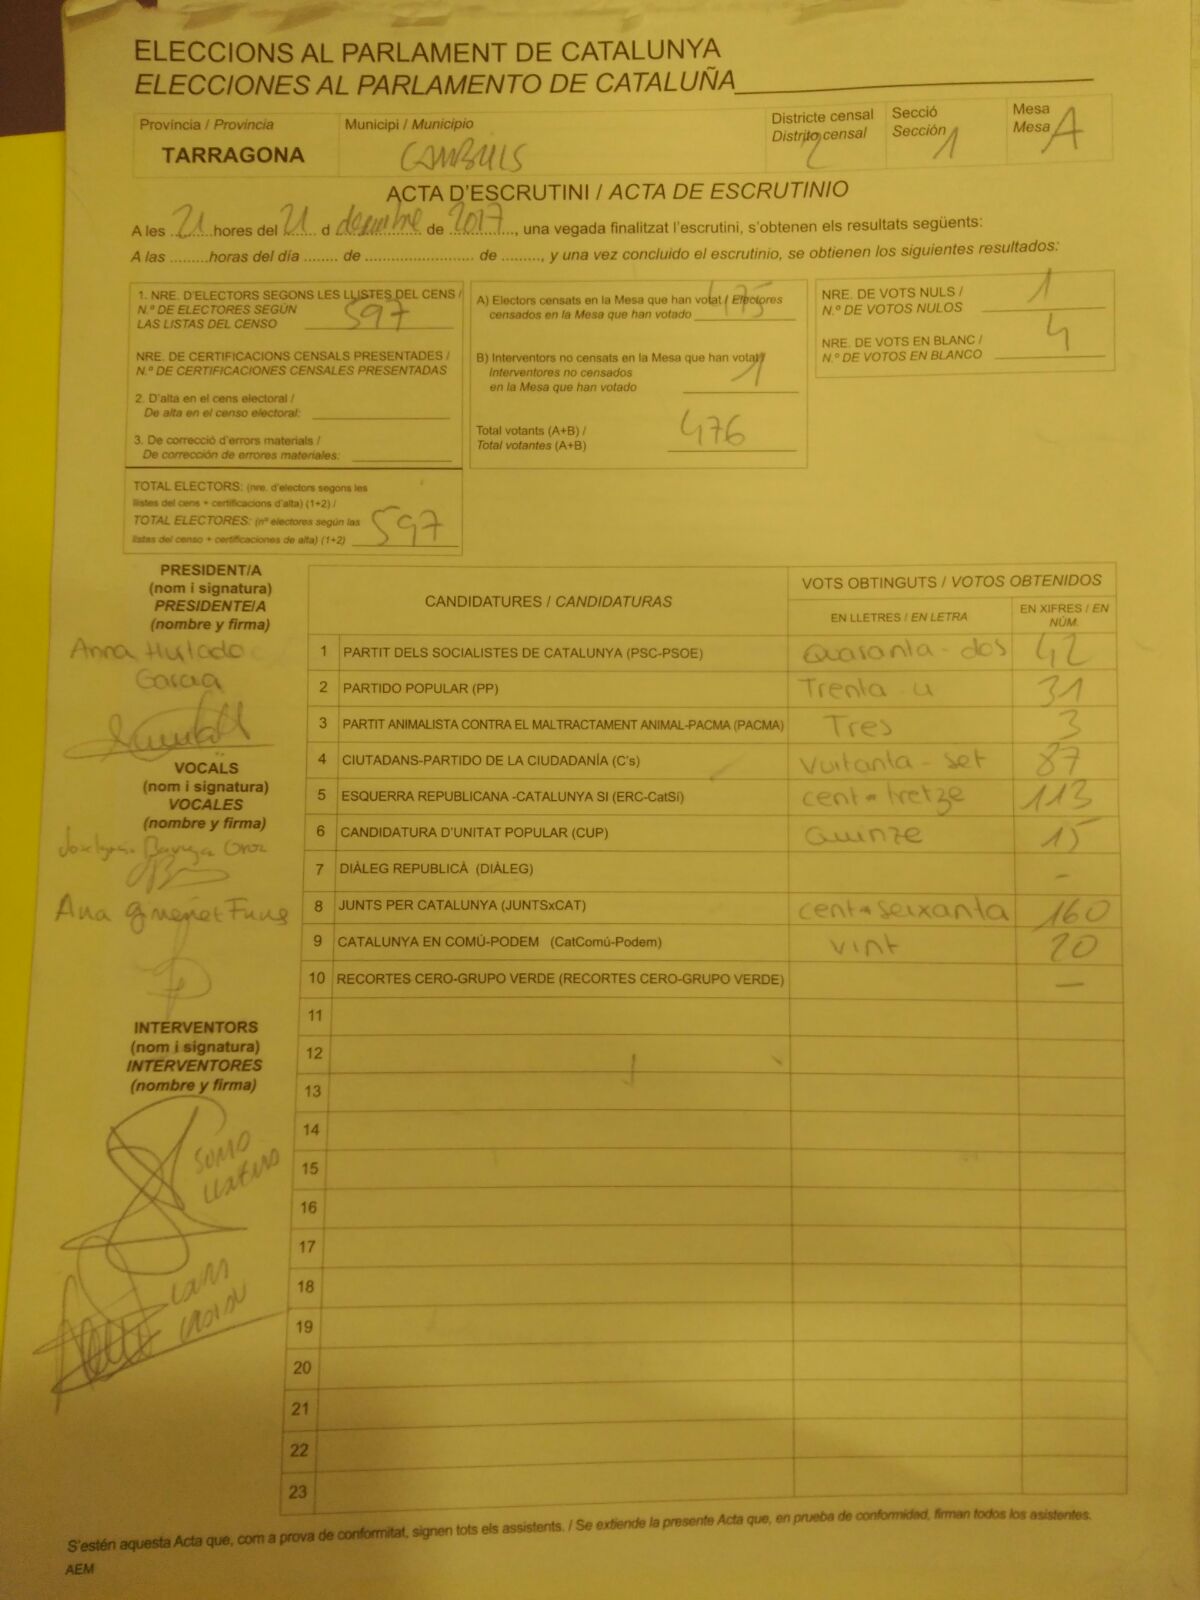 ELECCIONS AL PARLAMENT DE CATALUNYA
ELECCIONES AL PARLAMENTO DE CATALUÑA
Província / Provincia
TARRAGONA
Municipi / Municipio
CAMBRILS
Districte censal
Distrito censal
2
Secció
Sección
1
Mesa
Mesa
A
ACTA D'ESCRUTINI / ACTA DE ESCRUTINIO
A les 21 hores del 21 d desembre de 2017, una vegada finalitzat l'escrutini, s'obtenen els resultats següents:
A las ......... horas del día ........ de ........................ de ........., y una vez concluido el escrutinio, se obtienen los siguientes resultados:
1. NRE. D'ELECTORS SEGONS LES LLISTES DEL CENS /
N.º DE ELECTORES SEGÚN
LAS LISTAS DEL CENSO 597
NRE. DE CERTIFICACIONS CENSALS PRESENTADES /
N.º DE CERTIFICACIONES CENSALES PRESENTADAS
2. D'alta en el cens electoral /
De alta en el censo electoral:
3. De correcció d'errors materials /
De corrección de errores materiales:
TOTAL ELECTORS: (nre. d'electors segons les
llistes del cens + certificacions d'alta) (1+2) /
TOTAL ELECTORES: (nº electores según las
listas del censo + certificaciones de alta) (1+2) 597
A) Electors censats en la Mesa que han votat / Electores
censados en la Mesa que han votado 475
B) Interventors no censats en la Mesa que han votat /
Interventores no censados
en la Mesa que han votado 1
Total votants (A+B) /
Total votantes (A+B) 476
NRE. DE VOTS NULS /
N.º DE VOTOS NULOS 1
NRE. DE VOTS EN BLANC /
N.º DE VOTOS EN BLANCO 4
PRESIDENT/A
(nom i signatura)
PRESIDENTE/A
(nombre y firma)
Anna Hurtado
Garcia
VOCALS
(nom i signatura)
VOCALES
(nombre y firma)
Ana
INTERVENTORS
(nom i signatura)
INTERVENTORES
(nombre y firma)
CANDIDATURES / CANDIDATURAS
VOTS OBTINGUTS / VOTOS OBTENIDOS
EN LLETRES / EN LETRA
EN XIFRES / EN NÚM.
1 PARTIT DELS SOCIALISTES DE CATALUNYA (PSC-PSOE) Quaranta-dos 42
2 PARTIDO POPULAR (PP) Trenta-u 31
3 PARTIT ANIMALISTA CONTRA EL MALTRACTAMENT ANIMAL-PACMA (PACMA) Tres 3
4 CIUTADANS-PARTIDO DE LA CIUDADANÍA (C's) Vuitanta-set 87
5 ESQUERRA REPUBLICANA -CATALUNYA SI (ERC-CatSí) cent-tretze 113
6 CANDIDATURA D'UNITAT POPULAR (CUP) Quinze 15
7 DIÀLEG REPUBLICÀ (DIÀLEG) -
8 JUNTS PER CATALUNYA (JUNTSxCAT) cent-seixanta 160
9 CATALUNYA EN COMÚ-PODEM (CatComú-Podem) vint 20
10 RECORTES CERO-GRUPO VERDE (RECORTES CERO-GRUPO VERDE) -
11
12
13
14
15
16
17
18
19
20
21
22
23
S'estén aquesta Acta que, com a prova de conformitat, signen tots els assistents. / Se extiende la presente Acta que, en prueba de conformidad, firman todos los asistentes.
AEM